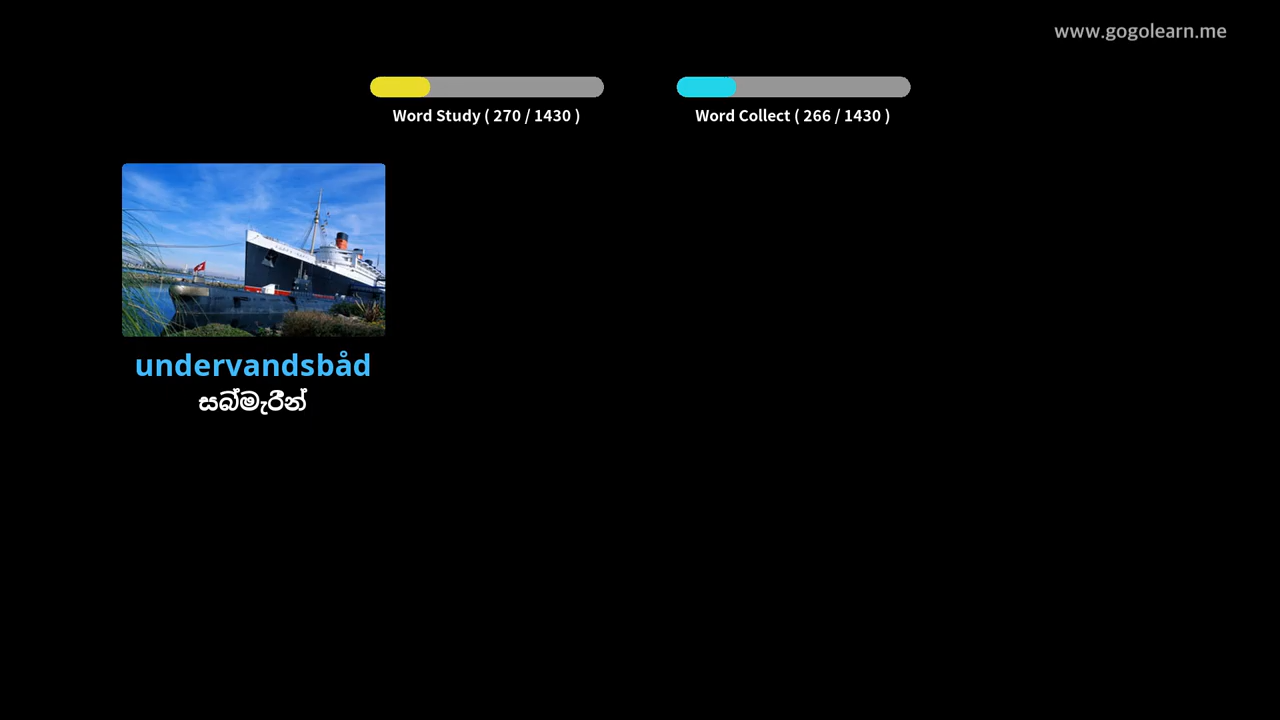 www.gogolearn.me
Word Study ( 270 / 1430 )
Word Collect ( 266 / 1430 )
undervandsbåd
සබ්මැරීන්